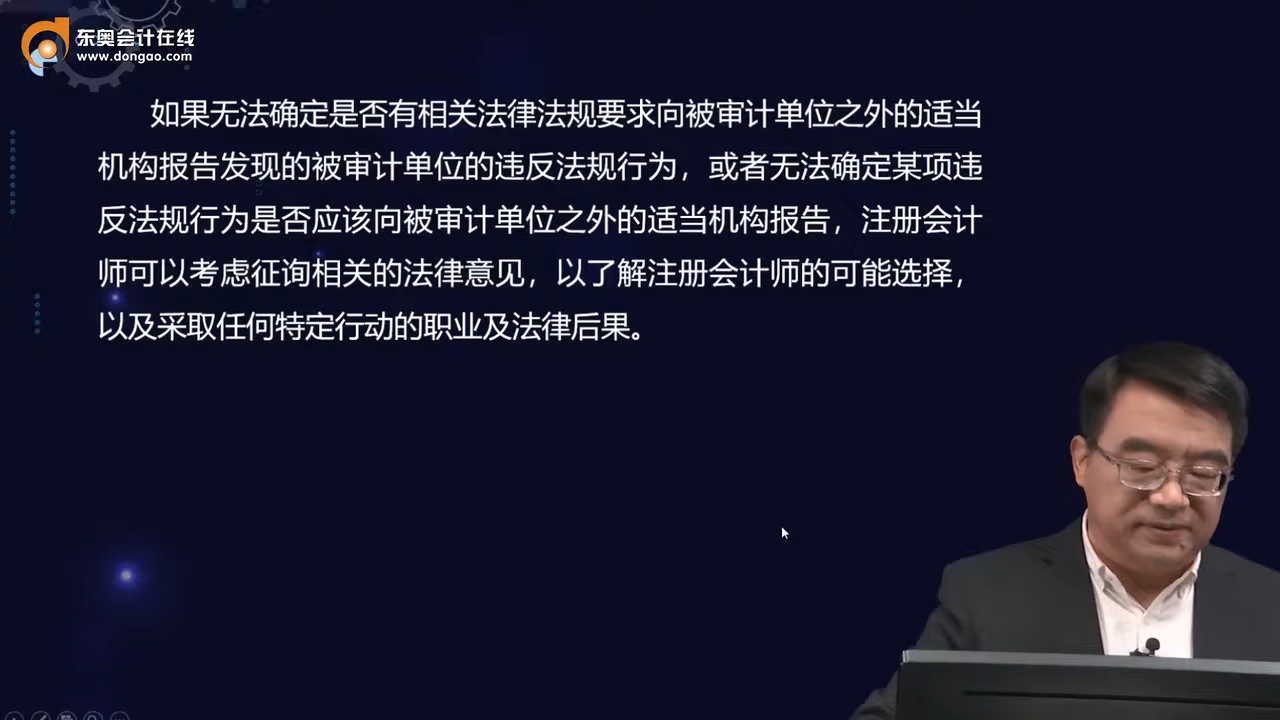 东奥会计在线
www.dongao.com
如果无法确定是否有相关法律法规要求向被审计单位之外的适当
机构报告发现的被审计单位的违反法规行为，或者无法确定某项违
反法规行为是否应该向被审计单位之外的适当机构报告，注册会计
师可以考虑征询相关的法律意见，以了解注册会计师的可能选择，
以及采取任何特定行动的职业及法律后果。